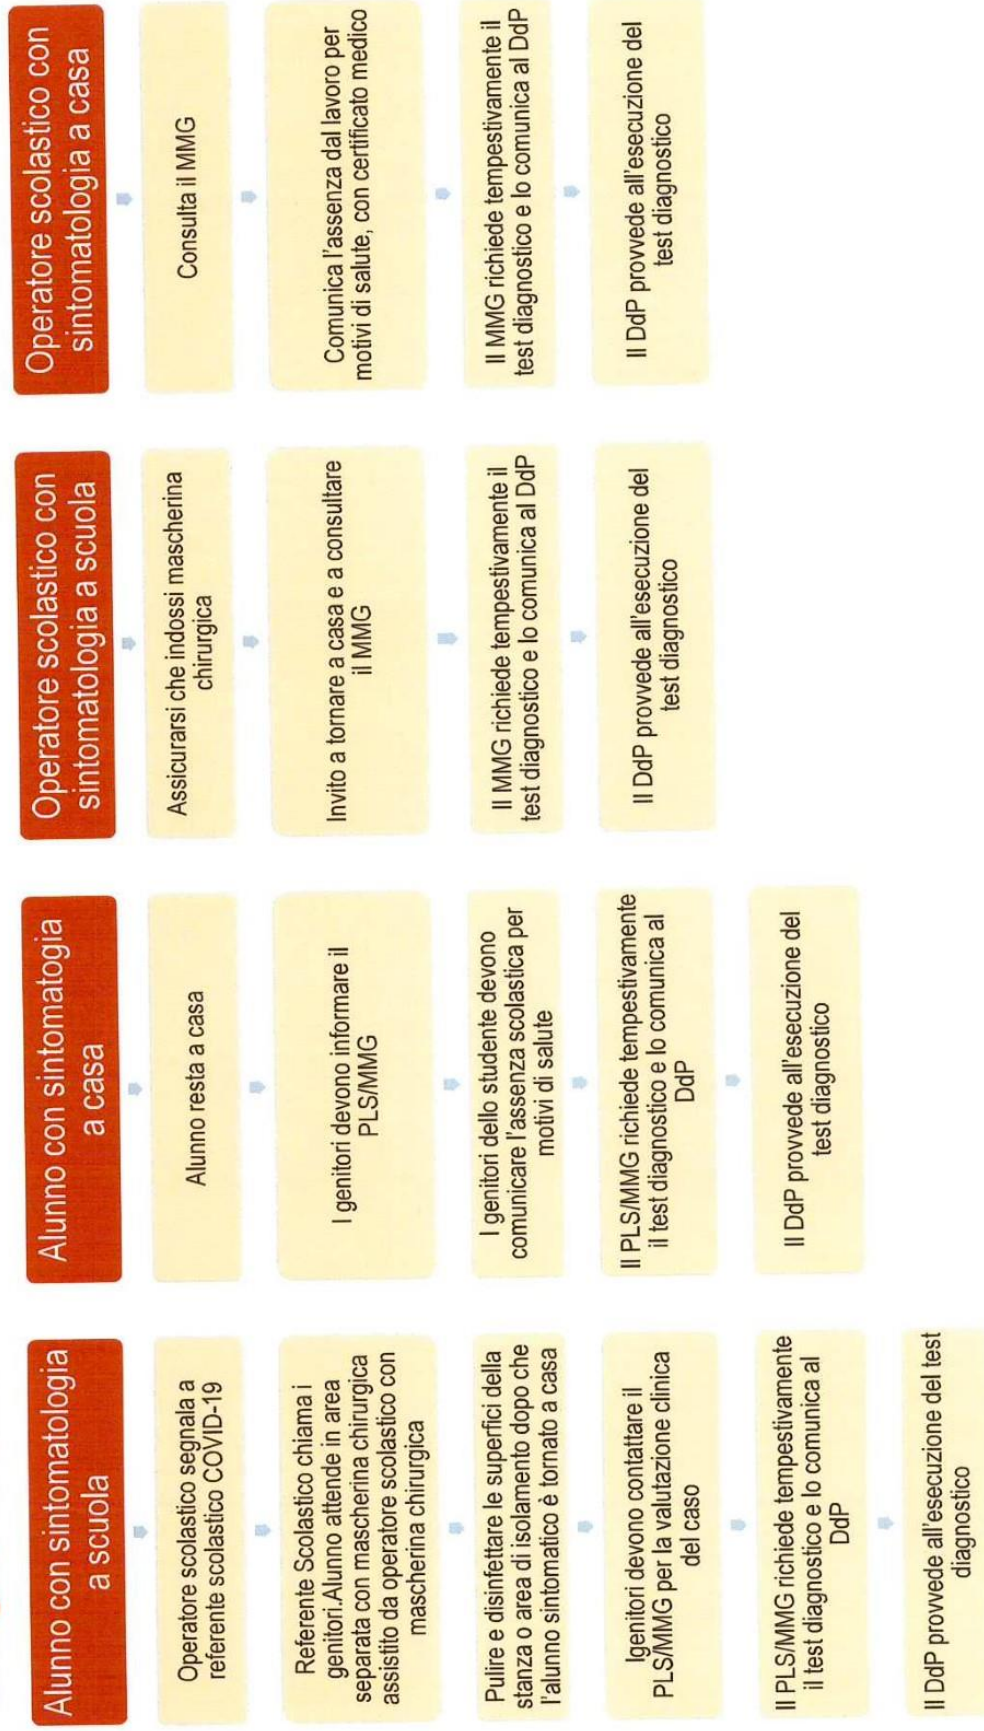 Alunno con sintomatologia
a scuola
Operatore scolastico segnala a
referente scolastico COVID-19
Referente Scolastico chiama i
genitori.Alunno attende in area
separata con mascherina chirurgica
assistito da operatore scolastico con
mascherina chirurgica
Pulire e disinfettare le superfici della
stanza o area di isolamento dopo che
l'alunno sintomatico è tornato a casa
Igenitori devono contattare il
PLS/MMG per la valutazione clinica
del caso
Il PLS/MMG richiede tempestivamente
il test diagnostico e lo comunica al
DdP
Il DdP provvede all'esecuzione del test
diagnostico
Alunno con sintomatogia
a casa
Alunno resta a casa
I genitori devono informare il
PLS/MMG
I genitori dello studente devono
comunicare l'assenza scolastica per
motivi di salute
Il PLS/MMG richiede tempestivamente
il test diagnostico e lo comunica al
DdP
Il DdP provvede all'esecuzione del
test diagnostico
Operatore scolastico con
sintomatologia a scuola
Assicurarsi che indossi mascherina
chirurgica
Invito a tornare a casa e a consultare
il MMG
Il MMG richiede tempestivamente il
test diagnostico e lo comunica al DdP
Il DdP provvede all'esecuzione del
test diagnostico
Operatore scolastico con
sintomatologia a casa
Consulta il MMG
Comunica l'assenza dal lavoro per
motivi di salute, con certificato medico
Il MMG richiede tempestivamente il
test diagnostico e lo comunica al DdP
Il DdP provvede all'esecuzione del
test diagnostico